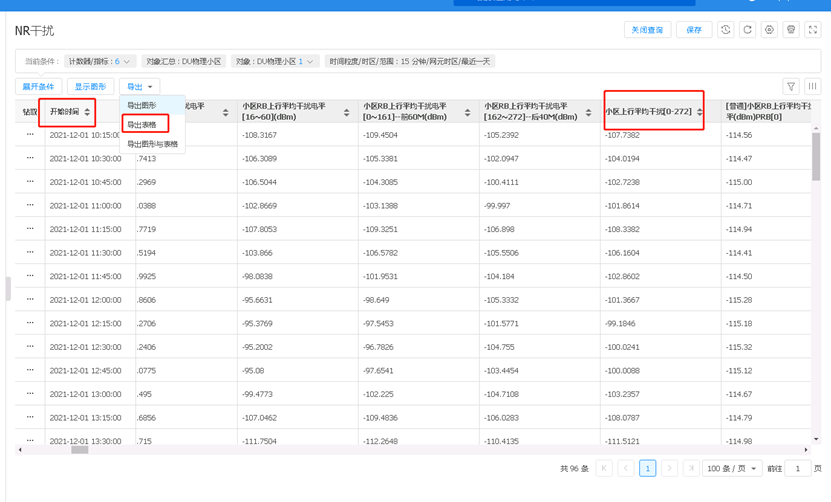 NR干扰
关闭查询 保存
当前条件： 计数器/指标：6 对象汇总：DU物理小区 对象：DU物理小区 1 时间粒度/时区/范围：15 分钟/网元时区/最近一天
展开条件 显示图形 导出
导出图形
导出表格
导出图形与表格
钻取 开始时间 干扰电平 小区RB上行平均干扰电平 小区RB上行平均干扰电平 小区RB上行平均干扰电平 小区上行平均干扰[0-272] [普通]小区RB上行平均干扰
[16~60](dBm) [0~161]--前60M(dBm) [162~272]--后40M(dBm) 平(dBm)PRB[0]
2021-12-01 10:15:00 -108.3167 -109.4504 -105.2392 -107.7382 -114.56
2021-12-01 10:30:00 .7413 -106.3089 -105.3381 -102.0947 -104.0194 -114.47
2021-12-01 10:45:00 .2969 -106.5044 -104.3085 -100.4111 -102.7238 -115.00
2021-12-01 11:00:00 .0388 -102.8669 -103.1388 -99.997 -101.8614 -114.71
2021-12-01 11:15:00 .7719 -107.8053 -109.3251 -106.898 -108.3382 -114.94
2021-12-01 11:30:00 .5194 -103.866 -106.5782 -105.5506 -106.1604 -114.41
2021-12-01 11:45:00 .9925 -98.0838 -101.9531 -104.184 -102.8602 -114.50
2021-12-01 12:00:00 .8606 -95.6631 -98.649 -105.3332 -101.3667 -115.28
2021-12-01 12:15:00 .2706 -95.3769 -97.5453 -101.5771 -99.1846 -115.18
2021-12-01 12:30:00 .2406 -95.2002 -96.7826 -104.755 -100.0241 -115.32
2021-12-01 12:45:00 .0775 -95.08 -97.6541 -103.4454 -100.0088 -115.12
2021-12-01 13:00:00 .495 -99.4773 -102.225 -104.7108 -103.2357 -114.67
2021-12-01 13:15:00 .6856 -107.0462 -109.4836 -106.0283 -108.0787 -114.79
2021-12-01 13:30:00 .715 -111.7504 -112.2648 -110.4135 -111.5121 -114.98
共 96 条 1 100 条 / 页 前往 1 页